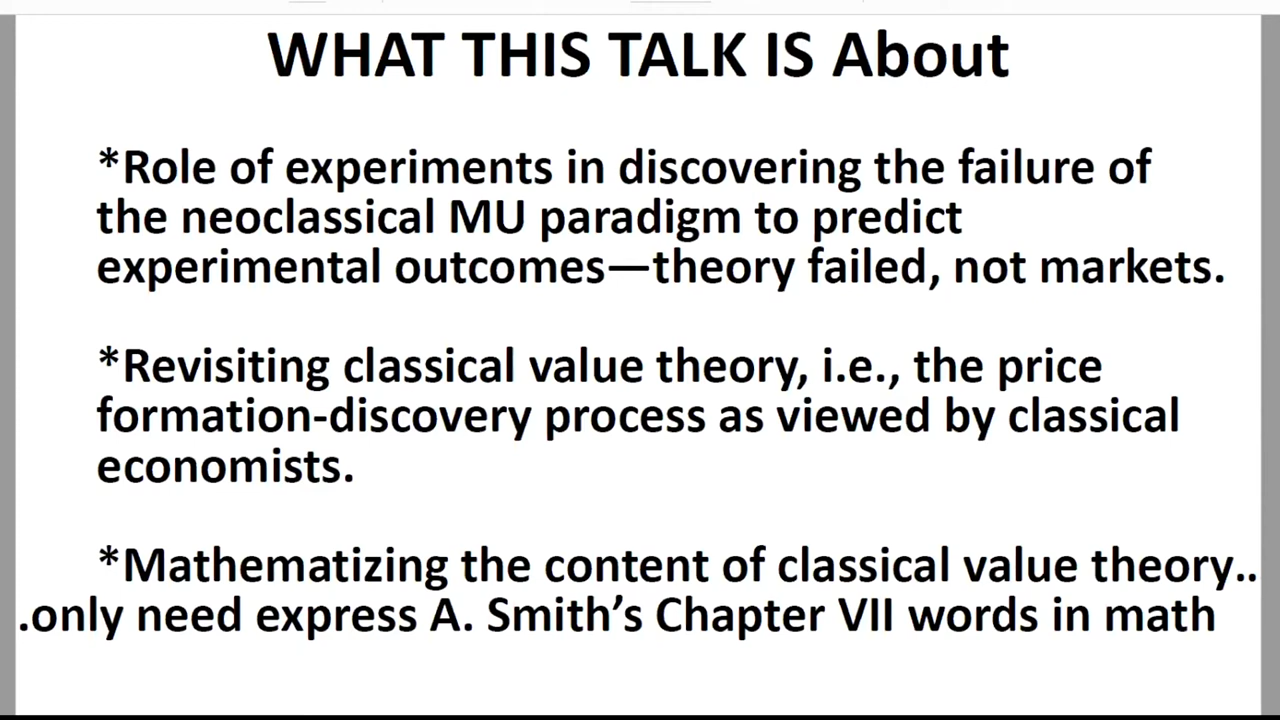 WHAT THIS TALK IS About
*Role of experiments in discovering the failure of
the neoclassical MU paradigm to predict
experimental outcomes—theory failed, not markets.
*Revisiting classical value theory, i.e., the price
formation-discovery process as viewed by classical
economists.
*Mathematizing the content of classical value theory..
.only need express A. Smith’s Chapter VII words in math